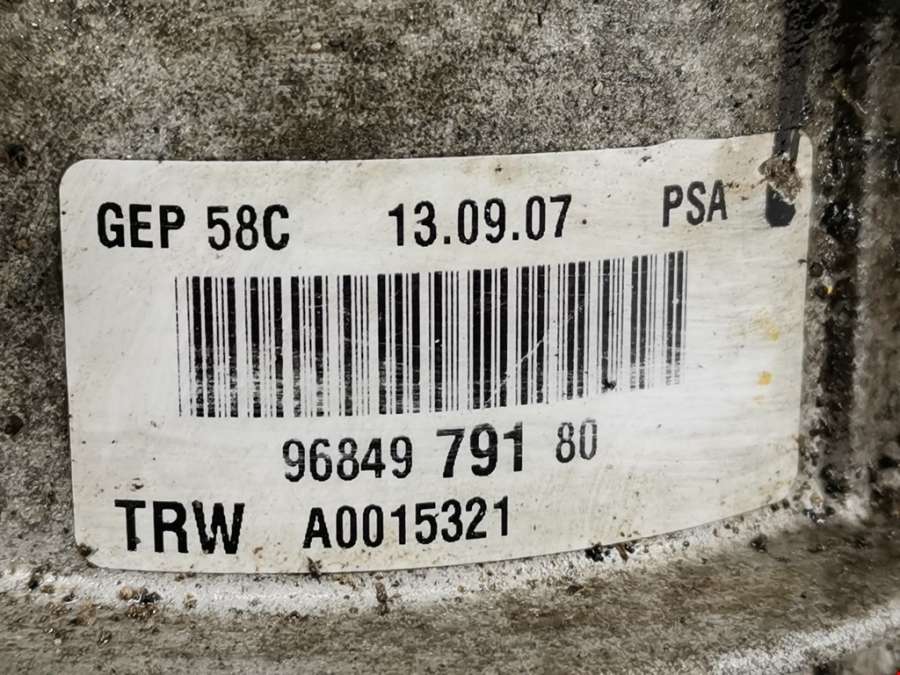 GEP 58C 13.09.07 PSA
96849 791 80
TRW A0015321